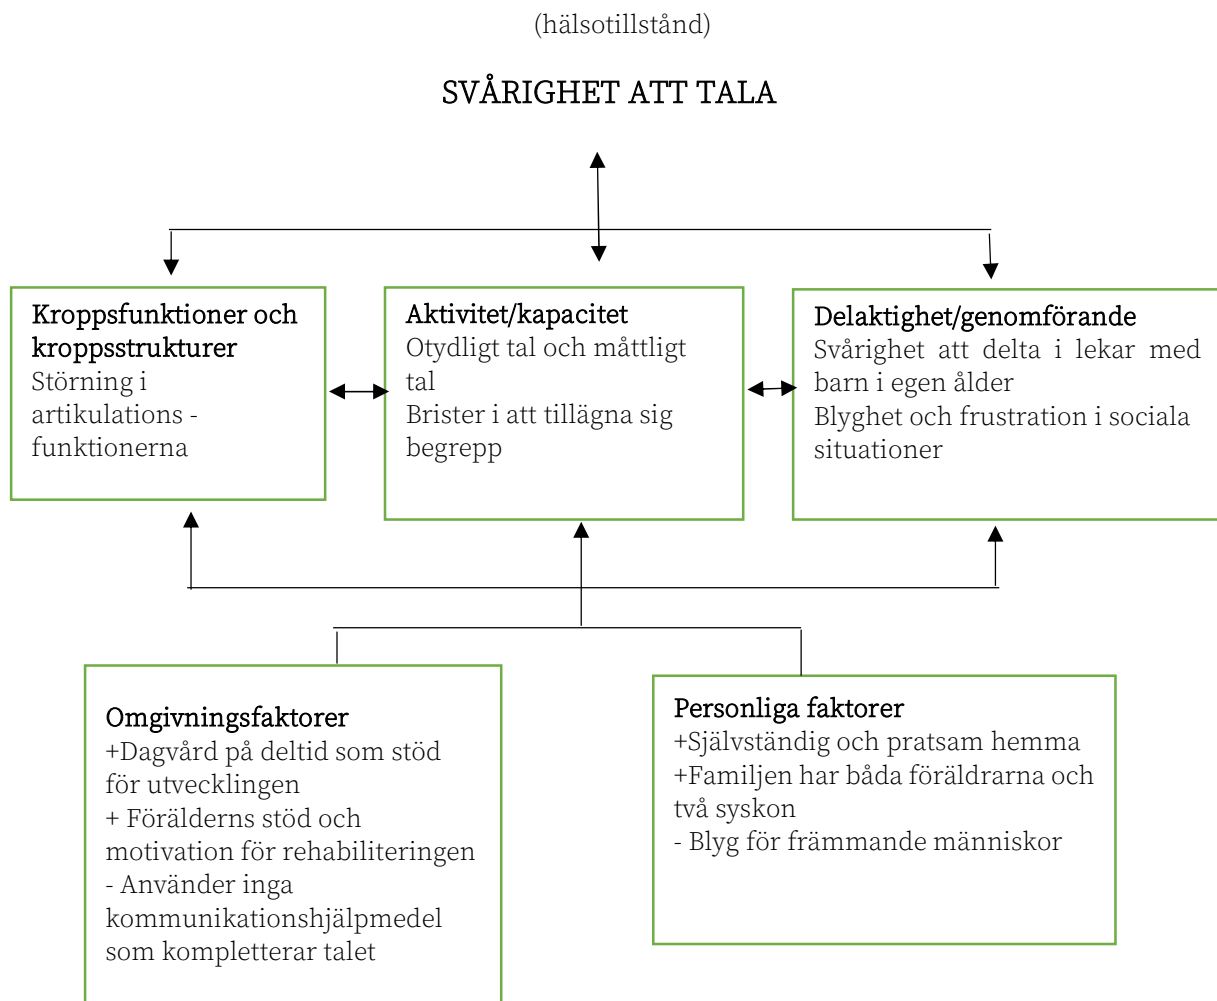 (hälsotillstånd)
SVÅRIGHET ATT TALA
Kroppsfunktioner och
kroppsstrukturer
Störning i
artikulations -
funktionerna
Aktivitet/kapacitet
Otydligt tal och måttligt
tal
Brister i att tillägna sig
begrepp
Delaktighet/genomförande
Svårighet att delta i lekar med
barn i egen ålder
Blyghet och frustration i sociala
situationer
Omgivningsfaktorer
+Dagvård på deltid som stöd
för utvecklingen
+ Förälderns stöd och
motivation för rehabiliteringen
- Använder inga
kommunikationshjälpmedel
som kompletterar talet
Personliga faktorer
+Självständig och pratsam hemma
+Familjen har båda föräldrarna och
två syskon
- Blyg för främmande människor